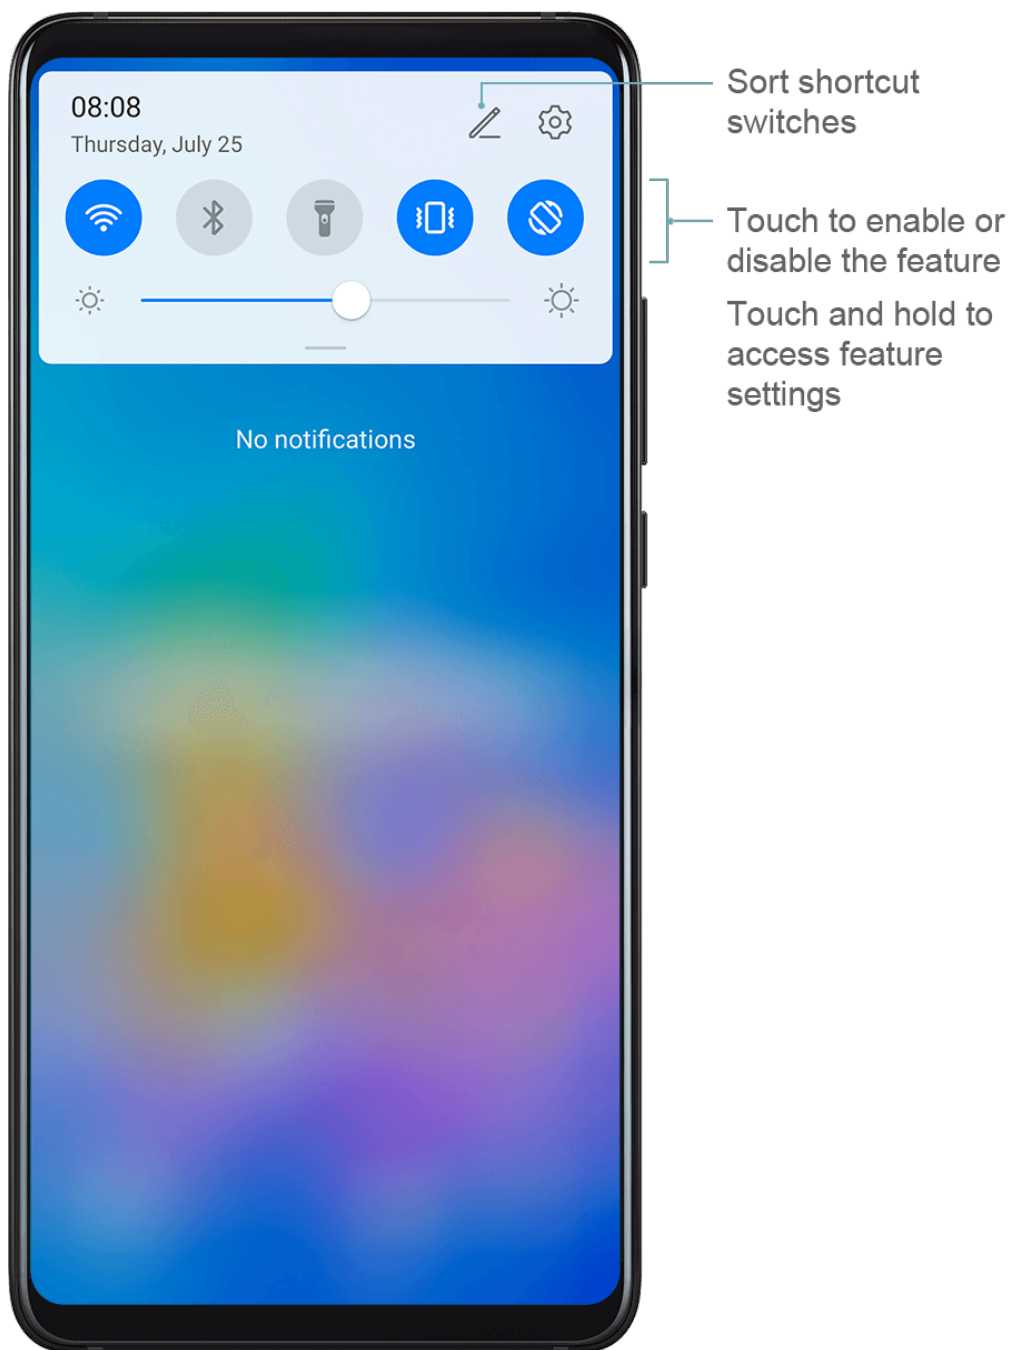 08:08
Thursday, July 25
No notifications
Sort shortcut
switches
Touch to enable or
disable the feature
Touch and hold to
access feature
settings